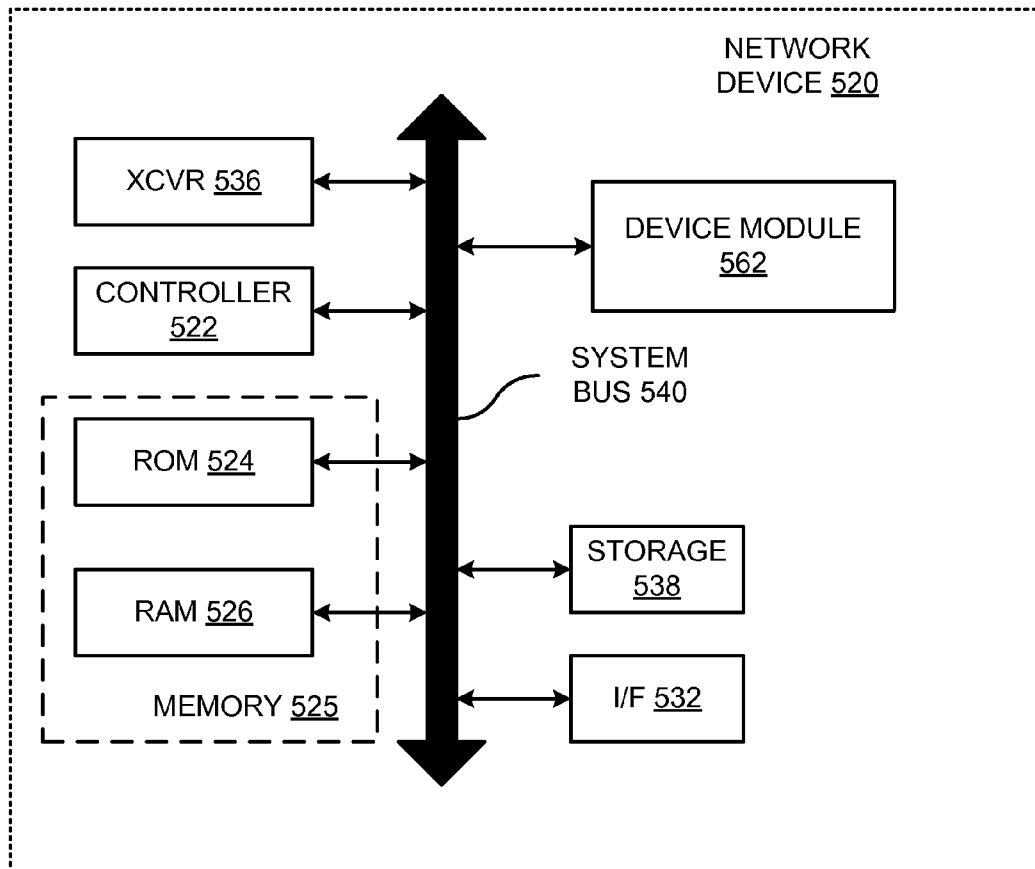 NETWORK
DEVICE 520
XCVR 536
DEVICE MODULE
562
CONTROLLER
522
SYSTEM
BUS 540
ROM 524
STORAGE
538
RAM 526
I/F 532
MEMORY 525